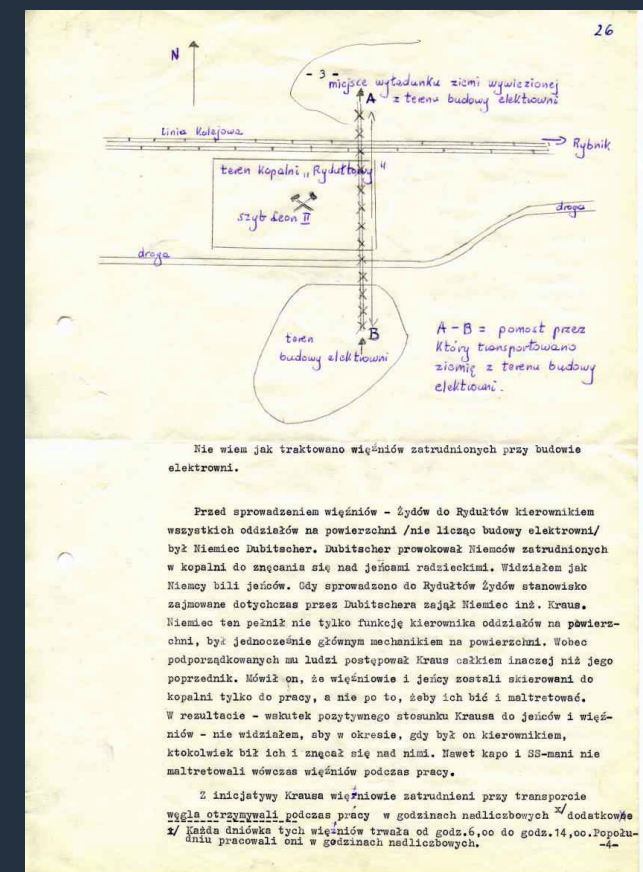 26
N
- 3 -
miejsce wyładunku ziemi wywiezionej
A z terenu budowy elektrowni
Linia Kolejowa
Rybnik
teren Kopalni „Rydułtowy"
szyb Leon II
droga
droga
B
teren
budowy elektrowni
A-B = pomost przez
który transportowano
ziemię z terenu budowy
elektrowni.
Nie wiem jak traktowano więźniów zatrudnionych przy budowie
elektrowni.
Przed sprowadzeniem więźniów - Żydów do Rydułtów kierownikiem
wszystkich oddziałów na powierzchni /nie licząc budowy elektrowni/
był Niemiec Dubitscher. Dubitscher prowokował Niemców zatrudnionych
w kopalni do znęcania się nad jeńcami radzieckimi. Widziałem jak
Niemcy bili jeńców. Gdy sprowadzono do Rydułtów Żydów stanowisko
zajmowane dotychczas przez Dubitschera zajął Niemiec inż. Kraus.
Niemiec ten pełnił nie tylko funkcję kierownika oddziałów na powierz-
chni, był jednocześnie głównym mechanikiem na powierzchni. Wobec
podporządkowanych mu ludzi postępował Kraus całkiem inaczej niż jego
poprzednik. Mówił on, że więźniowie i jeńcy zostali skierowani do
kopalni tylko do pracy, a nie po to, żeby ich bić i maltretować.
W rezultacie - wskutek pozytywnego stosunku Krausa do jeńców i więź-
niów - nie widziałem, aby w okresie, gdy był on kierownikiem,
ktokolwiek bił ich i znęcał się nad nimi. Nawet kapo i SS-mani nie
maltretowali wówczas więźniów podczas pracy.
Z inicjatywy Krausa więźniowie zatrudnieni przy transporcie
węgla otrzymywali podczas pracy w godzinach nadliczbowych x/ dodatkowe
x/ Każda dniówka tych więźniów trwała od godz.6,oo do godz.14,oo.Popołu-
dniu pracowali oni w godzinach nadliczbowych.
-4-